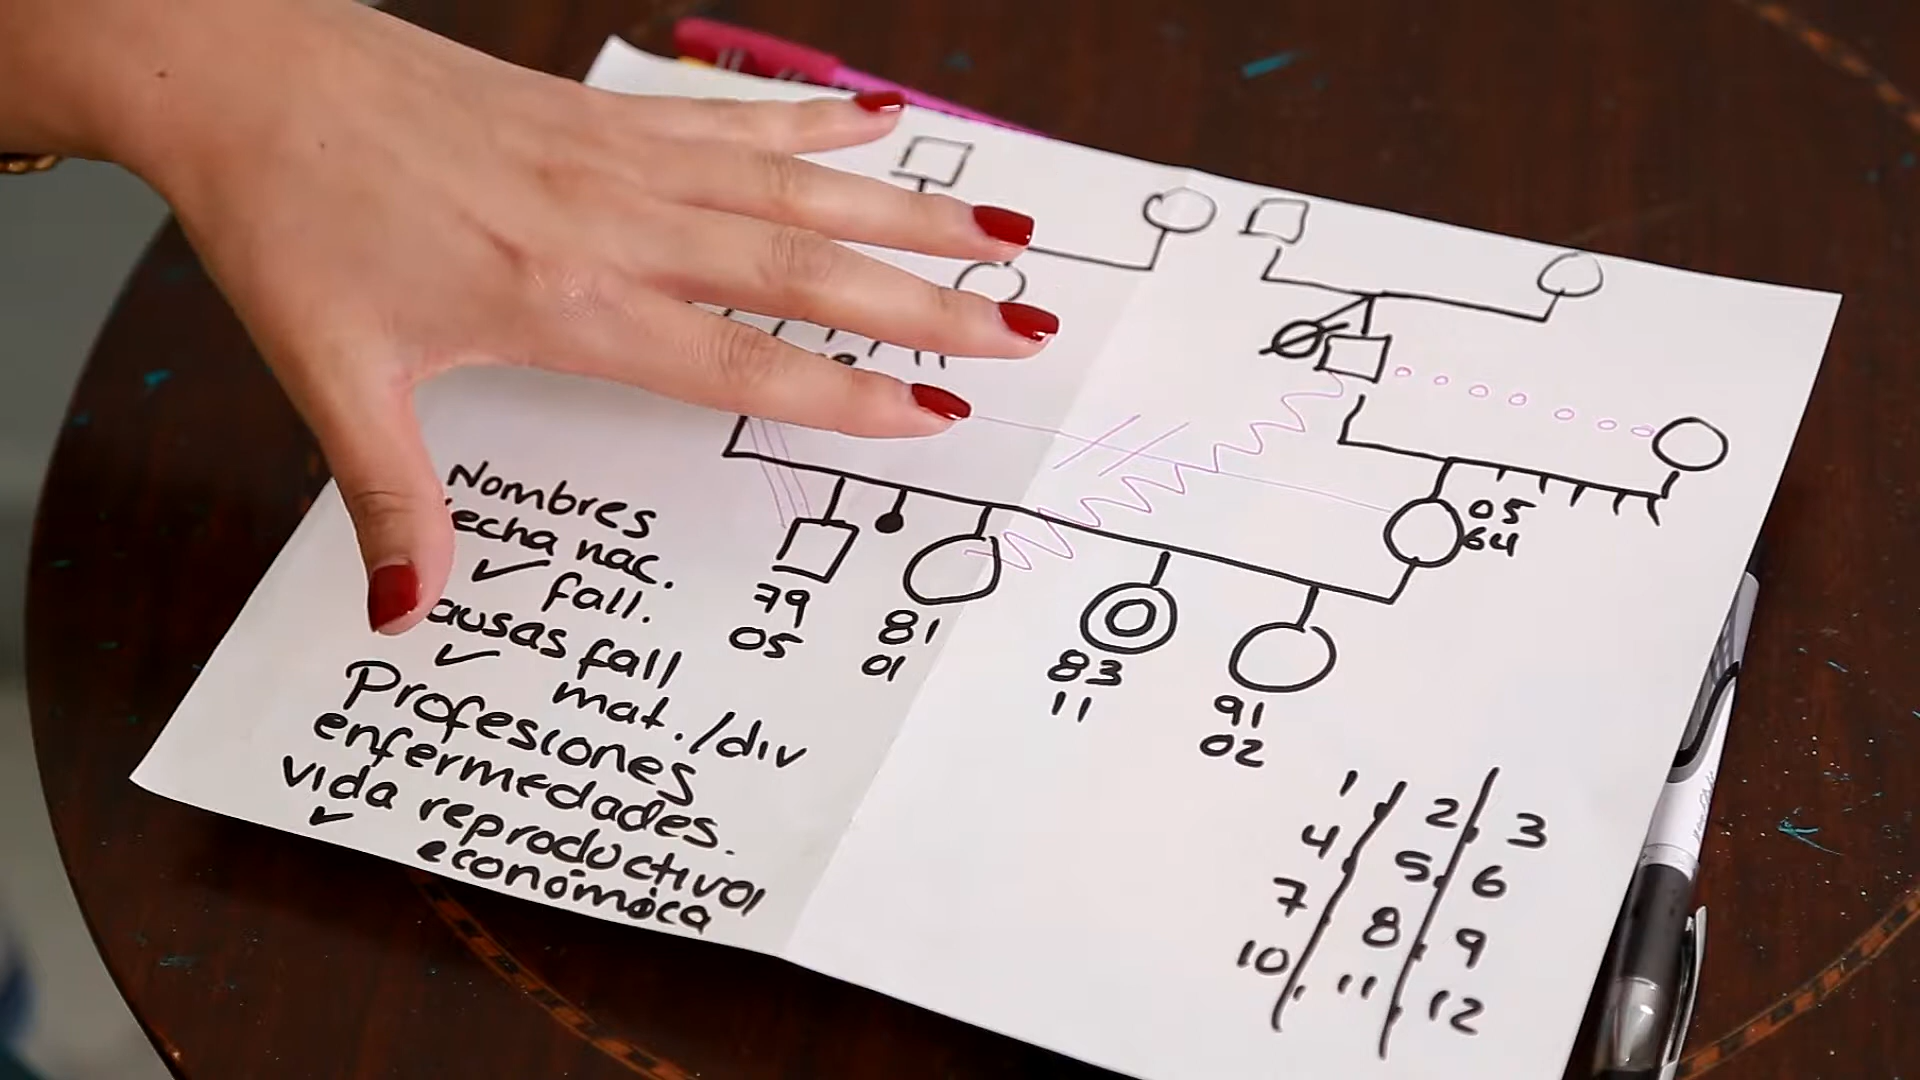 05
64
Nombres
echa nac.
✓ fall.
ausas fall
✓ mat./div
Profesiones
enfermedades.
vida reproductiva
✓ económica
79
05
81
01
83
11
91
02
1 2 3
4 5 6
7 8 9
10 11 12